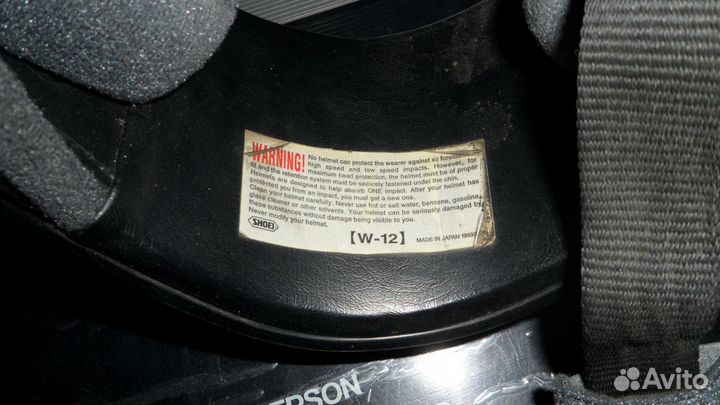 WARNING! No helmet can protect the wearer against all
high speed and low speed impacts. However, for
maximum head protection, the helmet must be of proper
fit and the retention system must be securely fastened under the chin.
Helmets are designed to help absorb ONE impact. After your helmet has
protected you from an impact, you must get a new one.
Clean your helmet carefully. Never use hot or salt water, benzene, gasoline,
glass cleaner or other solvents. Your helmet can be seriously damaged by
these substances without damage being visible to you.
Never modify your helmet.
SHOEI 【W-12】 MADE IN JAPAN
ERSON
Avito